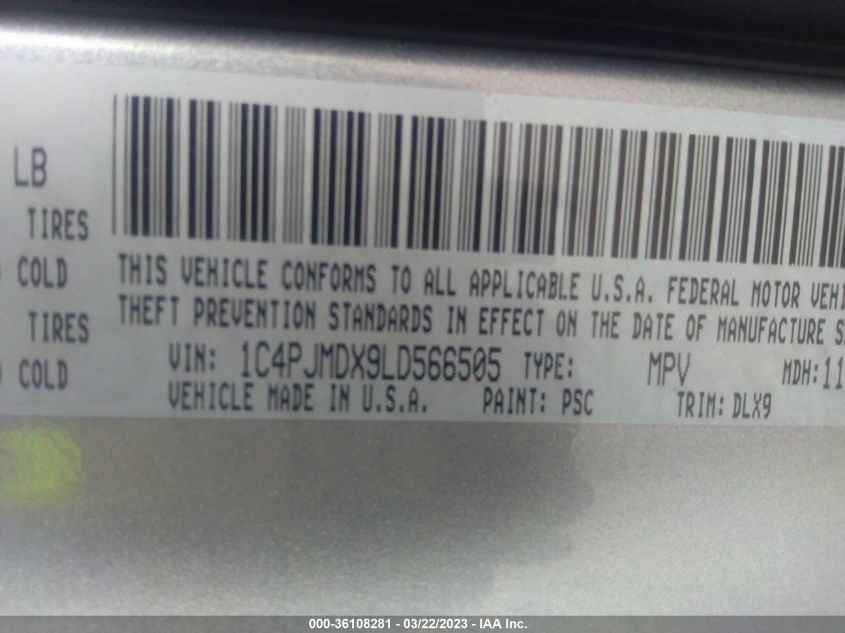 LB
TIRES
COLD
TIRES
COLD
THIS VEHICLE CONFORMS TO ALL APPLICABLE U.S.A. FEDERAL MOTOR VEHI
THEFT PREVENTION STANDARDS IN EFFECT ON THE DATE OF MANUFACTURE S
VIN: 1C4PJMDX9LD566505 TYPE: MPV MDH:11
VEHICLE MADE IN U.S.A. PAINT: PSC TRIM: DLX9
000-36108281 - 03/22/2023 - IAA Inc.